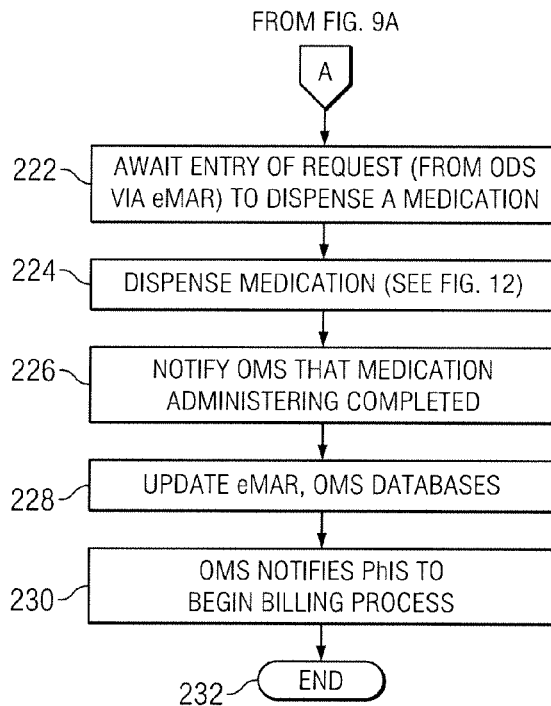 FROM FIG. 9A
A
222
AWAIT ENTRY OF REQUEST (FROM ODS
VIA eMAR) TO DISPENSE A MEDICATION
224
DISPENSE MEDICATION (SEE FIG. 12)
226
NOTIFY OMS THAT MEDICATION
ADMINISTERING COMPLETED
228
UPDATE eMAR, OMS DATABASES
230
OMS NOTIFIES PhIS TO
BEGIN BILLING PROCESS
232
END